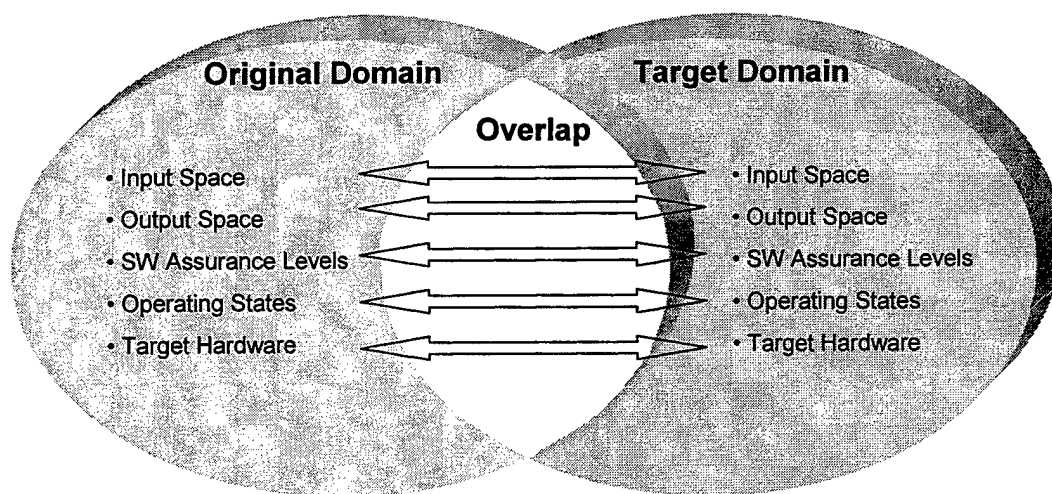 Original Domain
Target Domain
Overlap
• Input Space
• Output Space
• SW Assurance Levels
• Operating States
• Target Hardware
• Input Space
• Output Space
• SW Assurance Levels
• Operating States
• Target Hardware